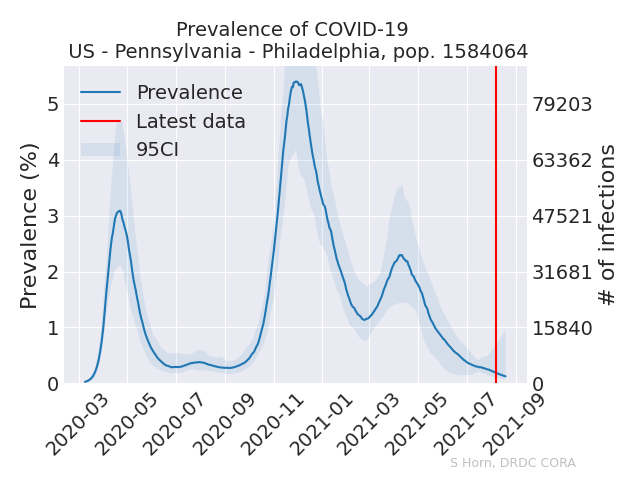 Prevalence of COVID-19
US - Pennsylvania - Philadelphia, pop. 1584064
Prevalence
Latest data
95CI
Prevalence (%)
5
4
3
2
1
0
79203
63362
47521
31681
15840
0
# of infections
2020-03
2020-05
2020-07
2020-09
2020-11
2021-01
2021-03
2021-05
2021-07
2021-09
S Horn, DRDC CORA